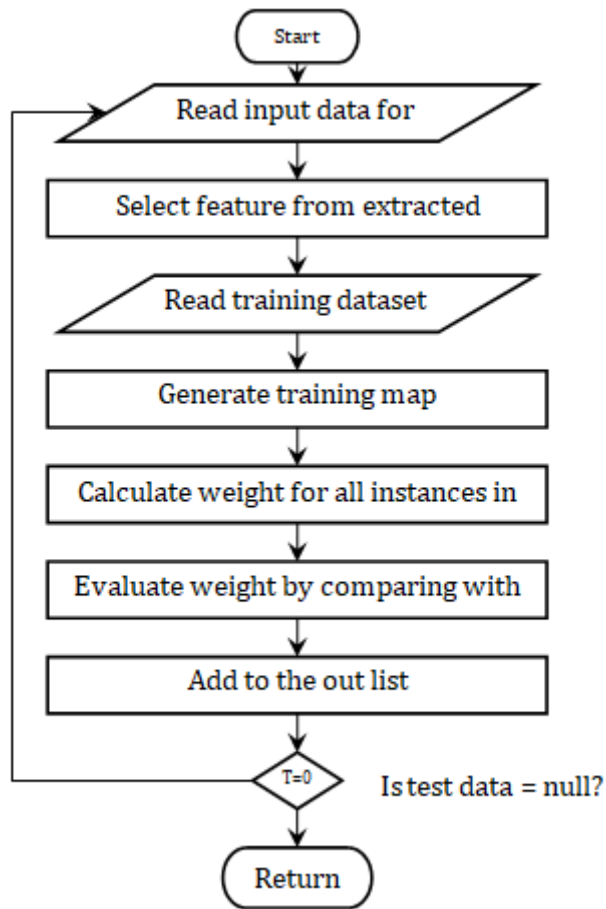 Start
Read input data for
Select feature from extracted
Read training dataset
Generate training map
Calculate weight for all instances in
Evaluate weight by comparing with
Add to the out list
T=0
Is test data = null?
Return